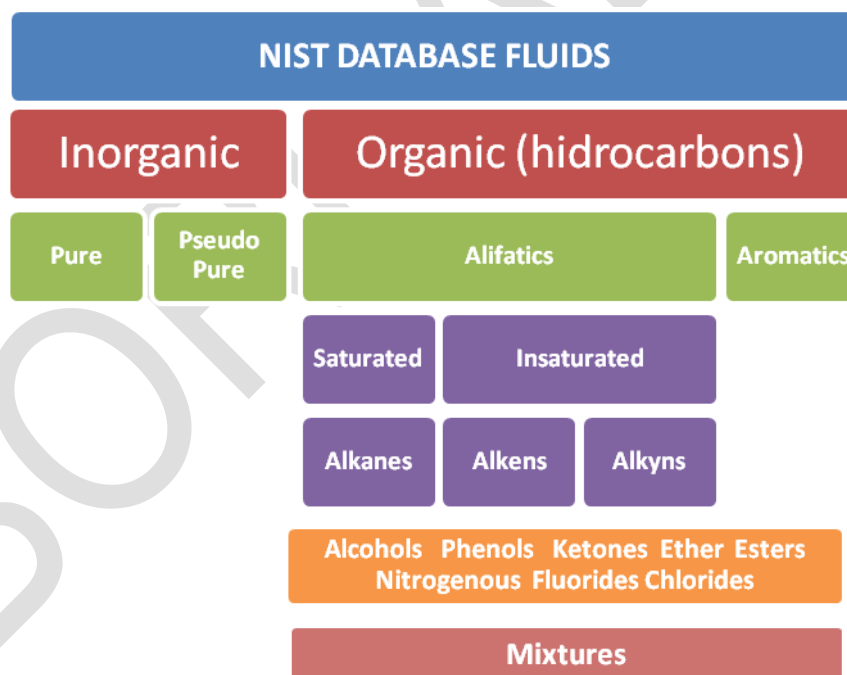 NIST DATABASE FLUIDS
Inorganic
Organic (hidrocarbons)
Pure
Pseudo
Pure
Alifatics
Aromatics
Saturated
Insaturated
Alkanes
Alkens
Alkyns
Alcohols Phenols Ketones Ether Esters
Nitrogenous Fluorides Chlorides
Mixtures